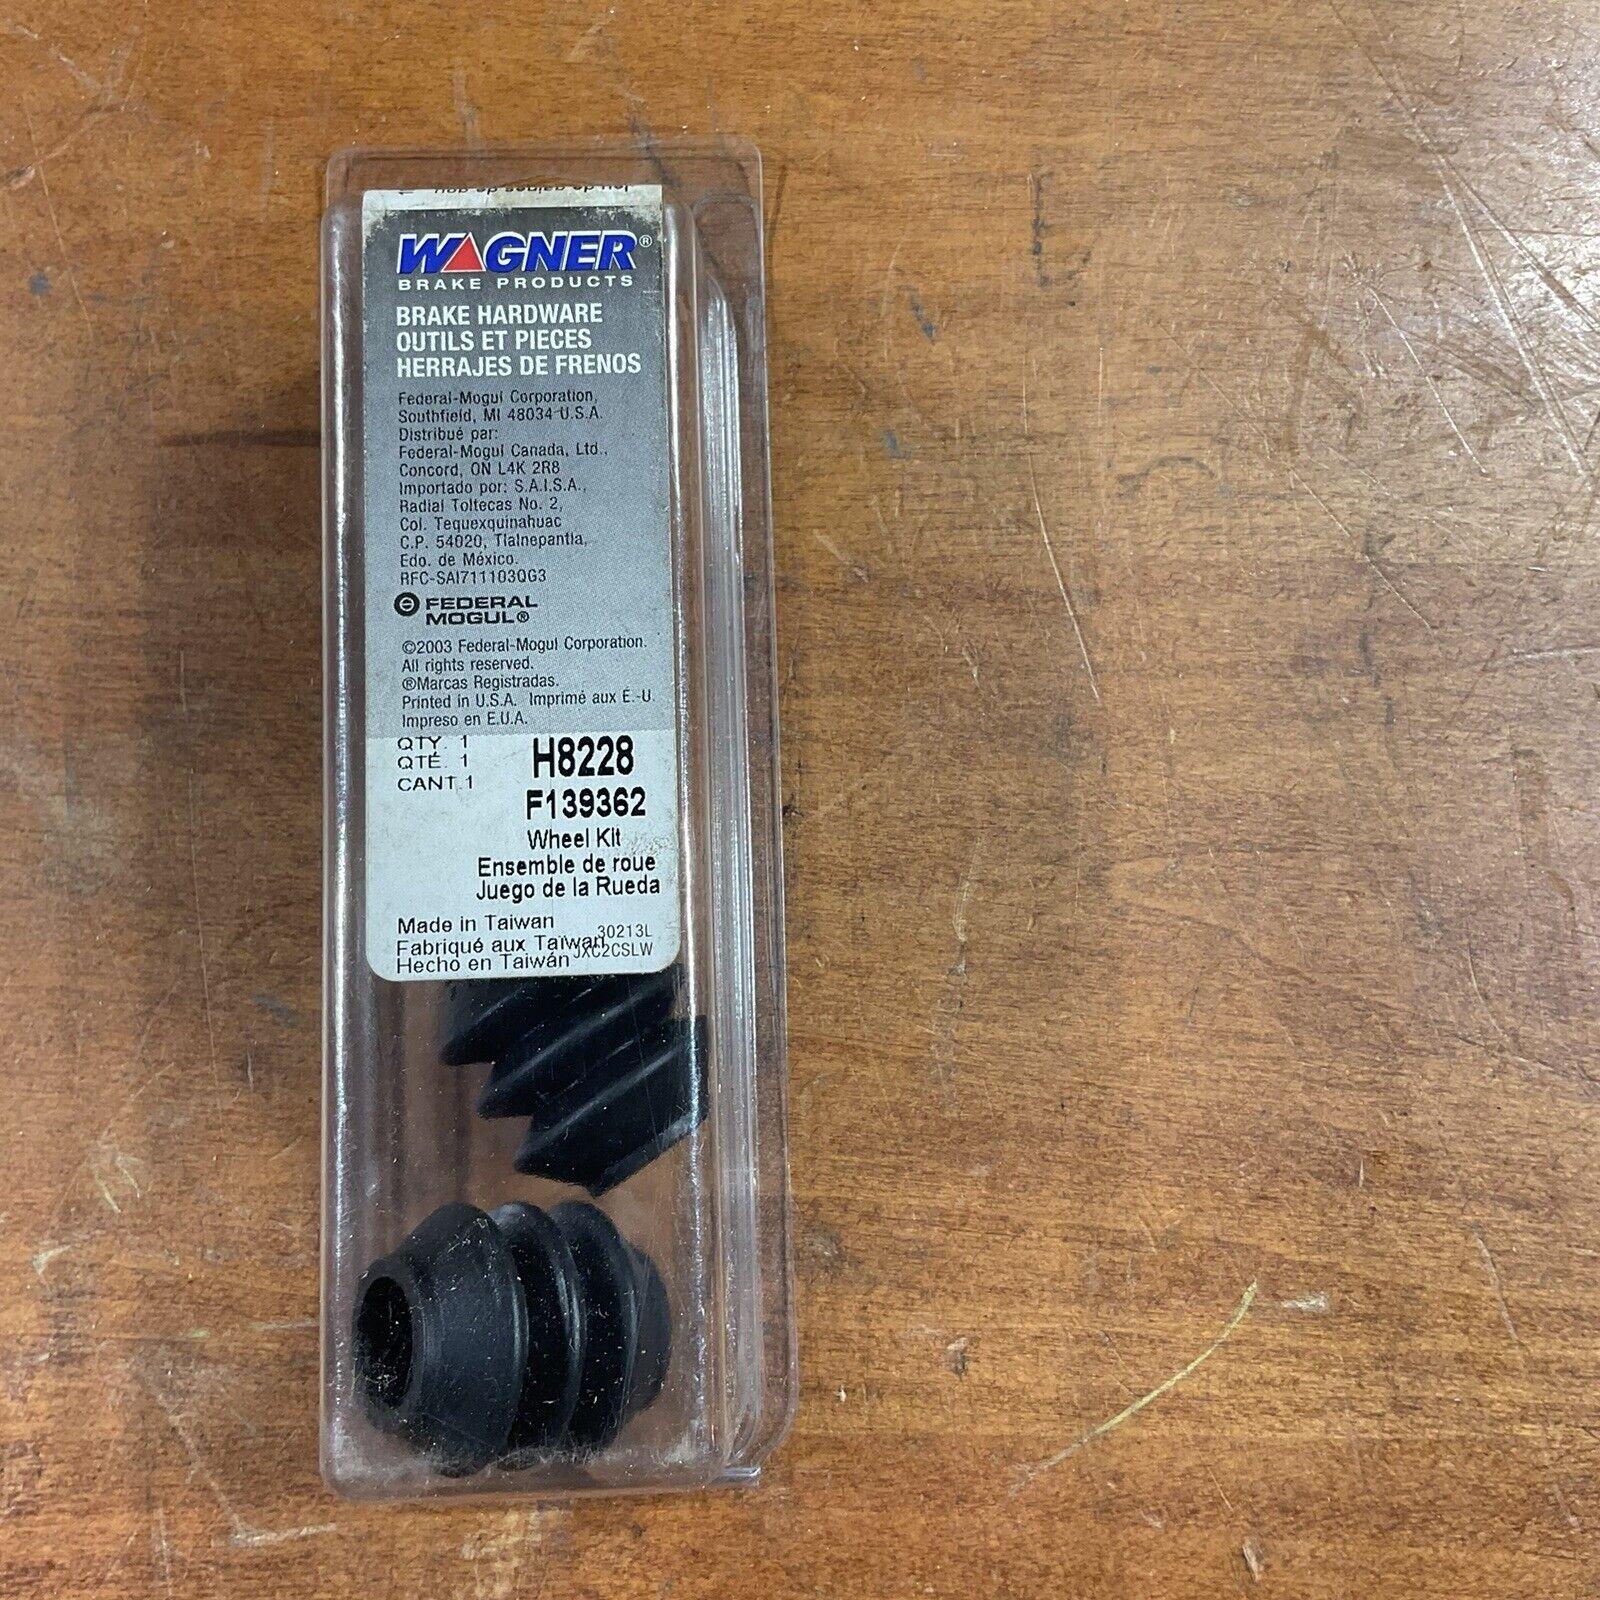 WAGNER®
BRAKE PRODUCTS
BRAKE HARDWARE
OUTILS ET PIECES
HERRAJES DE FRENOS
Federal-Mogul Corporation,
Southfield, MI 48034 U.S.A.
Distribué par:
Federal-Mogul Canada, Ltd.,
Concord, ON L4K 2R8
Importado por: S.A.I.S.A.,
Radial Toltecas No. 2,
Col. Tequexquinahuac
C.P. 54020, Tlalnepantla,
Edo. de México.
RFC-SAI711103QG3
FEDERAL
MOGUL®
©2003 Federal-Mogul Corporation.
All rights reserved.
®Marcas Registradas.
Printed in U.S.A. Imprimé aux É.-U.
Impreso en E.U.A.
QTY. 1
QTÉ. 1
CANT.1
H8228
F139362
Wheel Kit
Ensemble de roue
Juego de la Rueda
Made in Taiwan
Fabriqué aux Taïwan
Hecho en Taiwán
30213L
JXC2CSLW